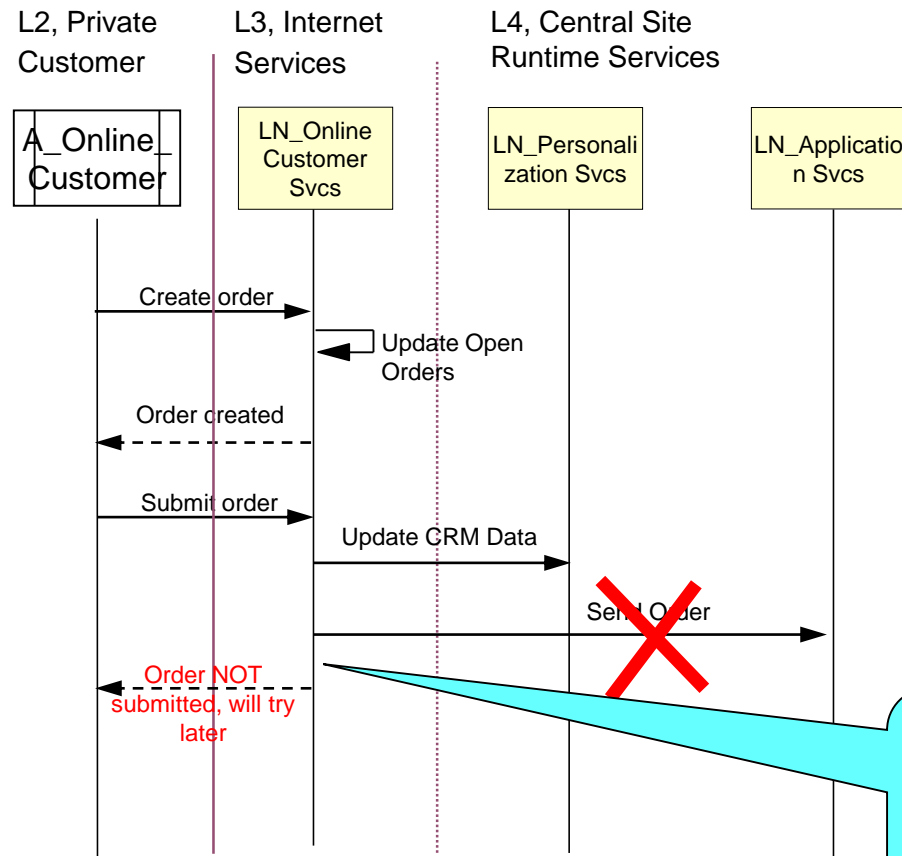 L2, Private
Customer
L3, Internet
Services
L4, Central Site
Runtime Services
A_Online_
Customer
LN_Online
Customer
Svcs
LN_Personali
zation Svcs
LN_Applicatio
n Svcs
Create order
Update Open
Orders
Order created
Submit order
Update CRM Data
Send Order
Order NOT
submitted, will try
later